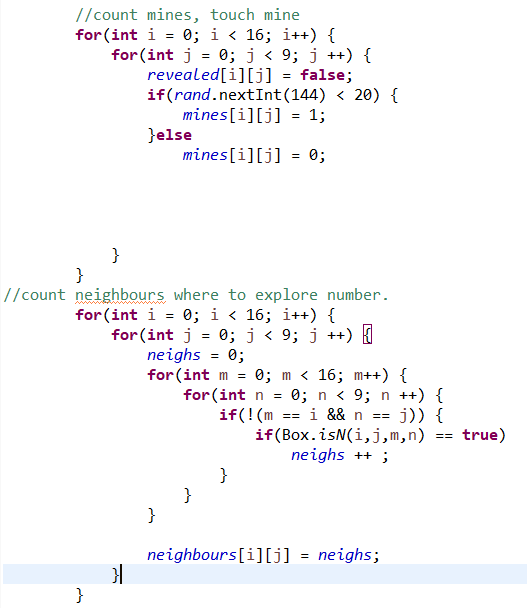 //count mines, touch mine
for(int i = 0; i < 16; i++) {
for(int j = 0; j < 9; j ++) {
revealed[i][j] = false;
if(rand.nextInt(144) < 20) {
mines[i][j] = 1;
}else
mines[i][j] = 0;
}
}
//count neighbours where to explore number.
for(int i = 0; i < 16; i++) {
for(int j = 0; j < 9; j ++) {
neighs = 0;
for(int m = 0; m < 16; m++) {
for(int n = 0; n < 9; n ++) {
if(!(m == i && n == j)) {
if(Box.isN(i,j,m,n) == true)
neighs ++ ;
}
}
}
neighbours[i][j] = neighs;
}
}